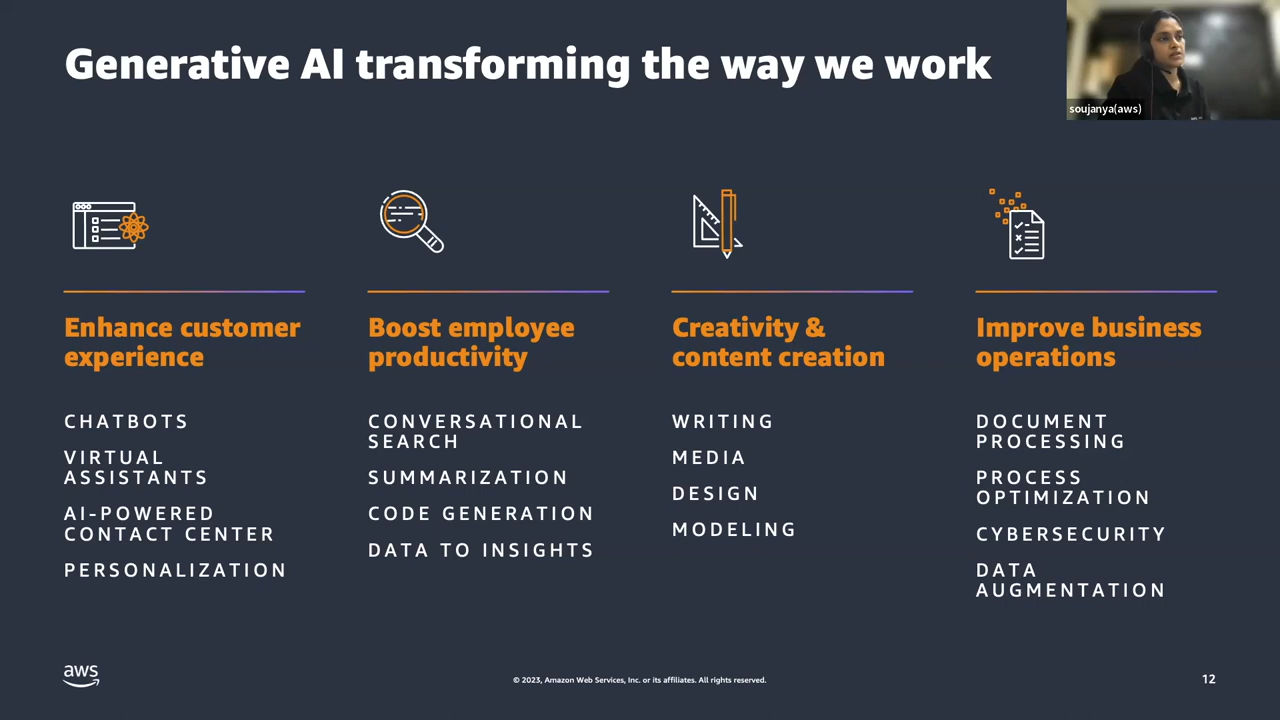 Generative AI transforming the way we work
soujanya(aws)
Enhance customer
experience
CHATBOTS
VIRTUAL
ASSISTANTS
AI-POWERED
CONTACT CENTER
PERSONALIZATION
Boost employee
productivity
CONVERSATIONAL
SEARCH
SUMMARIZATION
CODE GENERATION
DATA TO INSIGHTS
Creativity &
content creation
WRITING
MEDIA
DESIGN
MODELING
Improve business
operations
DOCUMENT
PROCESSING
PROCESS
OPTIMIZATION
CYBERSECURITY
DATA
AUGMENTATION
aws
© 2023, Amazon Web Services, Inc. or its affiliates. All rights reserved.
12